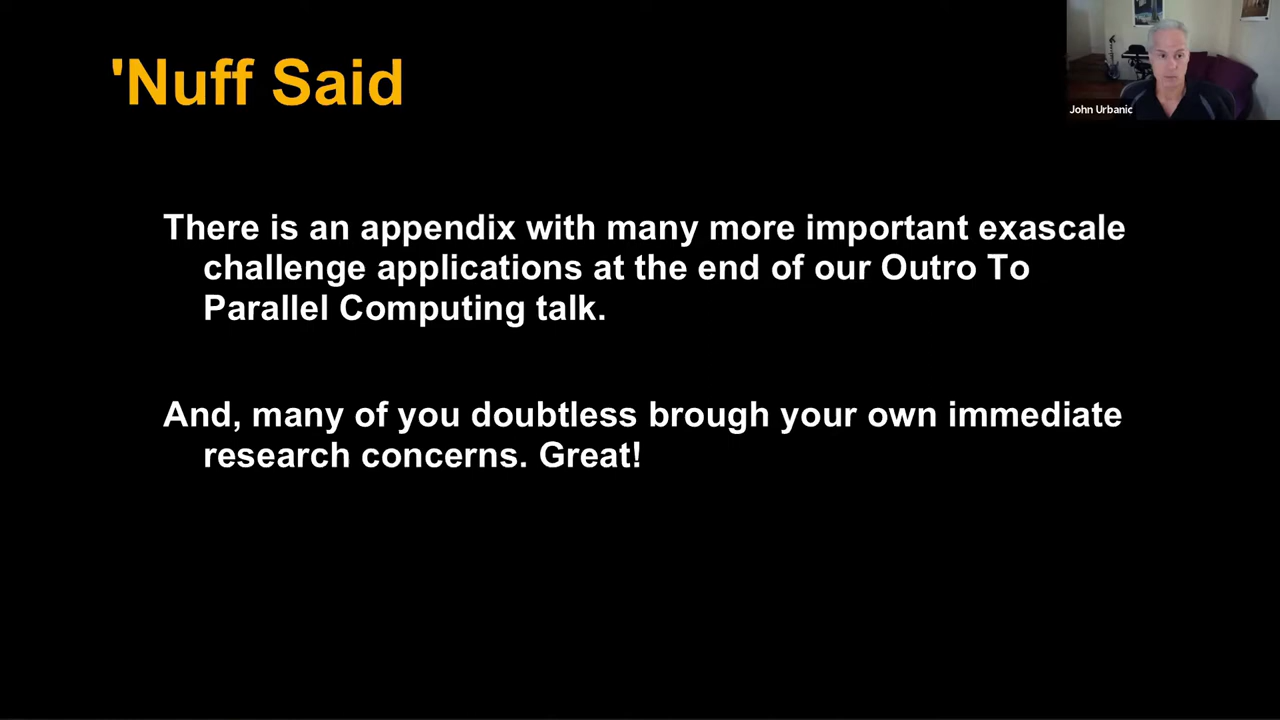 'Nuff Said
John Urbanic
There is an appendix with many more important exascale
challenge applications at the end of our Outro To
Parallel Computing talk.
And, many of you doubtless brough your own immediate
research concerns. Great!